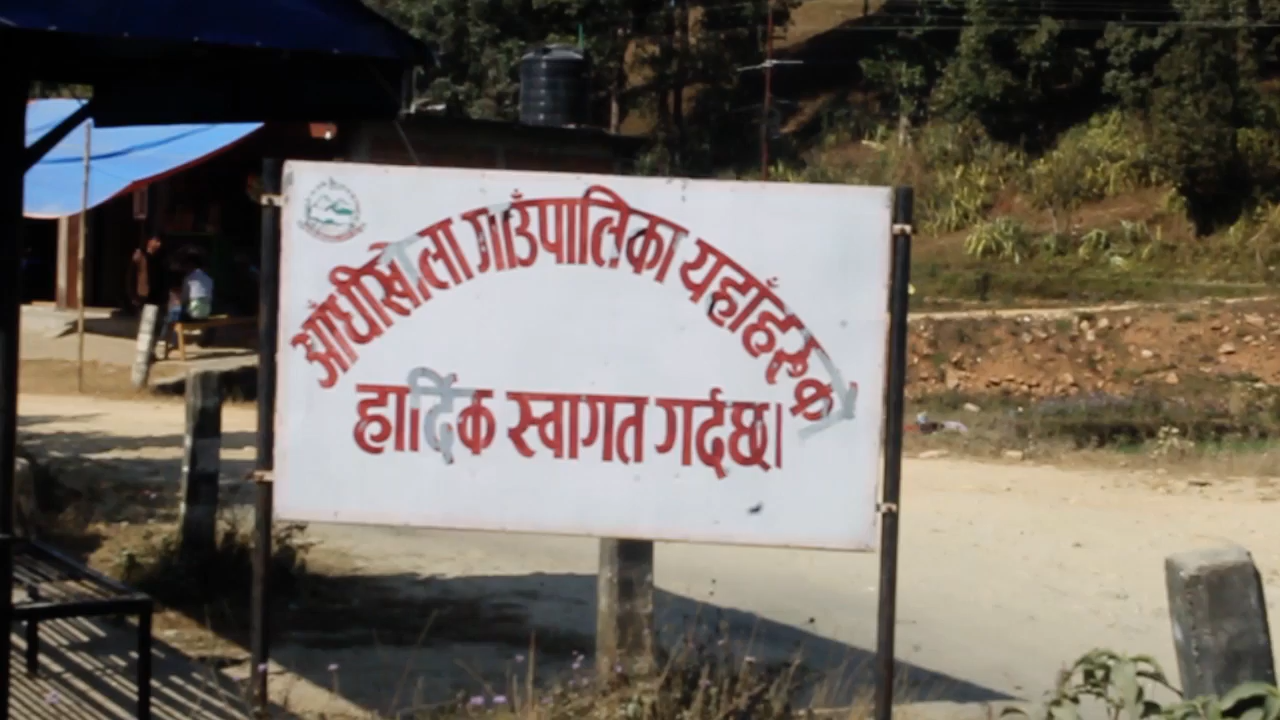 आँधीखोला गाउँपालिका यहाँहरुको
हार्दिक स्वागत गर्दछ।